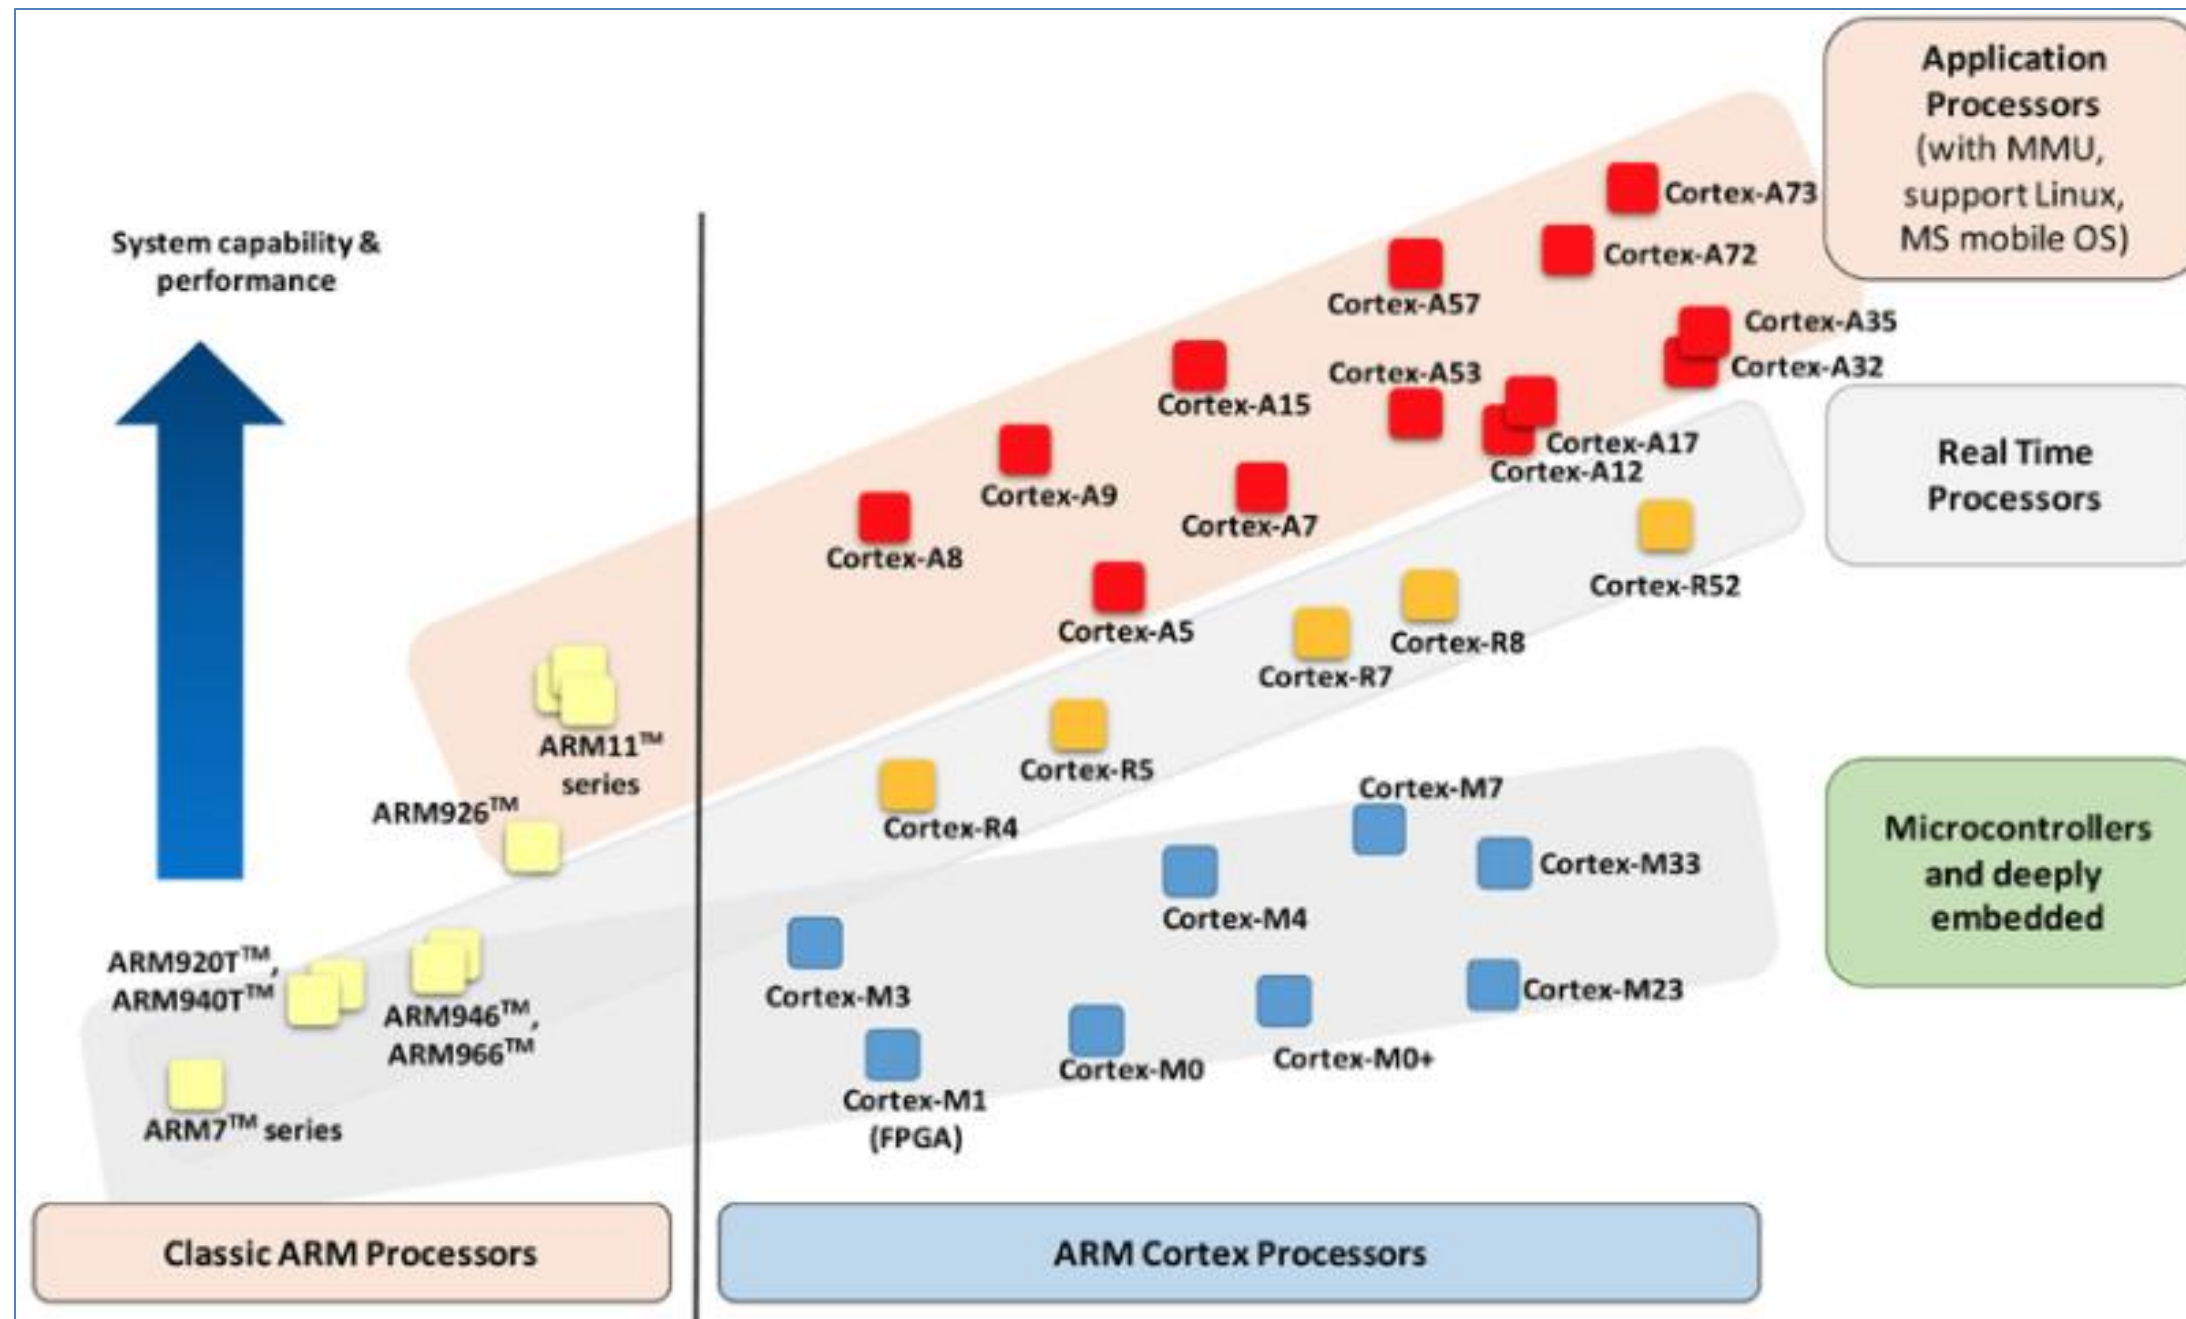 Application
Processors
(with MMU,
support Linux,
MS mobile OS)
Cortex-A73
System capability &
performance
Cortex-A72
Cortex-A57
Cortex-A35
Cortex-A53
Cortex-A32
Cortex-A15
Cortex-A17
Cortex-A12
Real Time
Processors
Cortex-A9
Cortex-A7
Cortex-A8
Cortex-R52
Cortex-A5
Cortex-R8
Cortex-R7
ARM11™
series
Cortex-R5
Cortex-M7
ARM926™
Cortex-R4
Microcontrollers
and deeply
embedded
Cortex-M33
Cortex-M4
ARM920T™,
ARM940T™
Cortex-M3
Cortex-M23
ARM946™,
ARM966™
Cortex-M0
Cortex-M0+
Cortex-M1
(FPGA)
ARM7™ series
Classic ARM Processors
ARM Cortex Processors